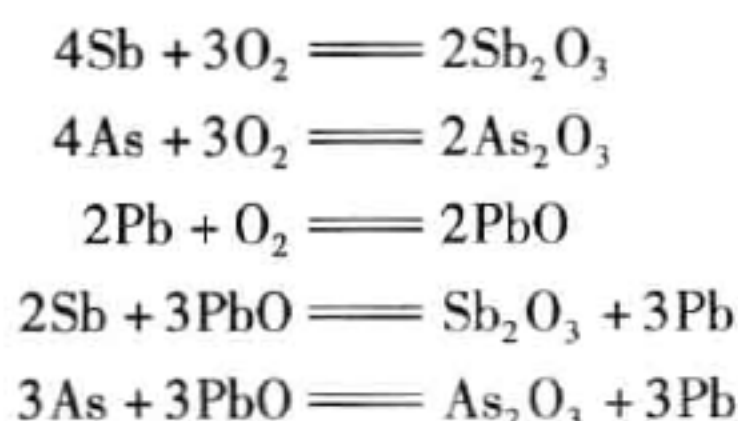 4Sb + 3O₂ ═══ 2Sb₂O₃
4As + 3O₂ ═══ 2As₂O₃
2Pb + O₂ ═══ 2PbO
2Sb + 3PbO ═══ Sb₂O₃ + 3Pb
3As + 3PbO ═══ As₂O₃ + 3Pb